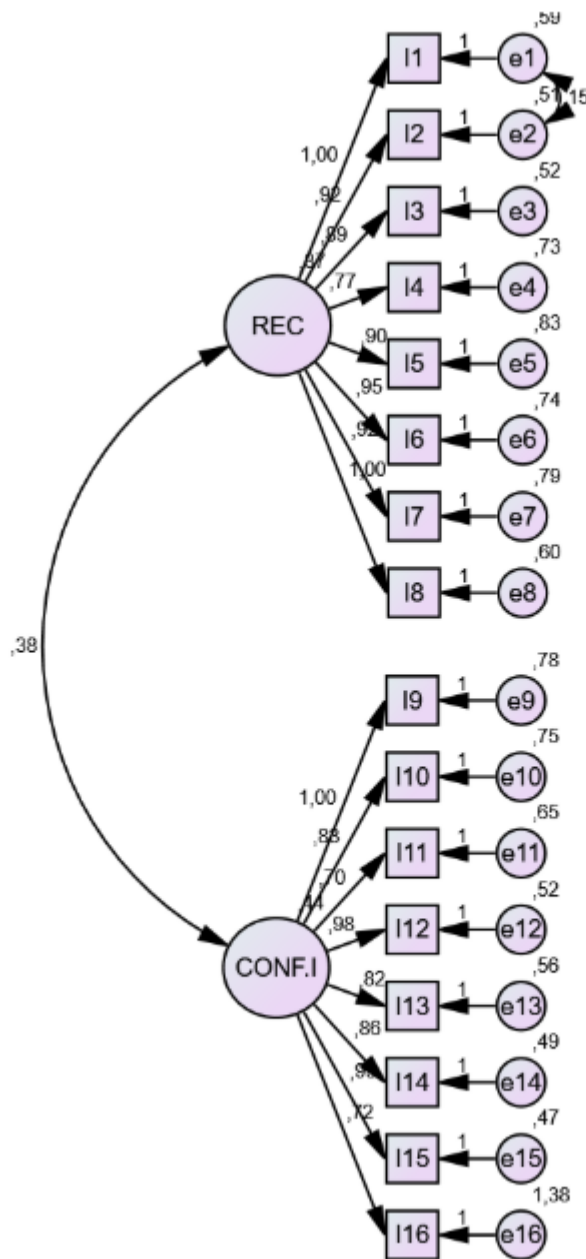 ,59
I1 1 e1
,15
,51
I2 1 e2
1,00
,52
,92
I3 1 e3
,89
,73
I4 1 e4
,77
REC
,83
,90
I5 1 e5
,95
,74
I6 1 e6
1,00
,79
I7 1 e7
,60
I8 1 e8
,38
,78
I9 1 e9
,75
I10 1 e10
1,00
,65
,88
I11 1 e11
,70
,52
,98
I12 1 e12
CONF.I
,56
,82
I13 1 e13
,86
,49
I14 1 e14
,72
,47
I15 1 e15
1,38
I16 1 e16